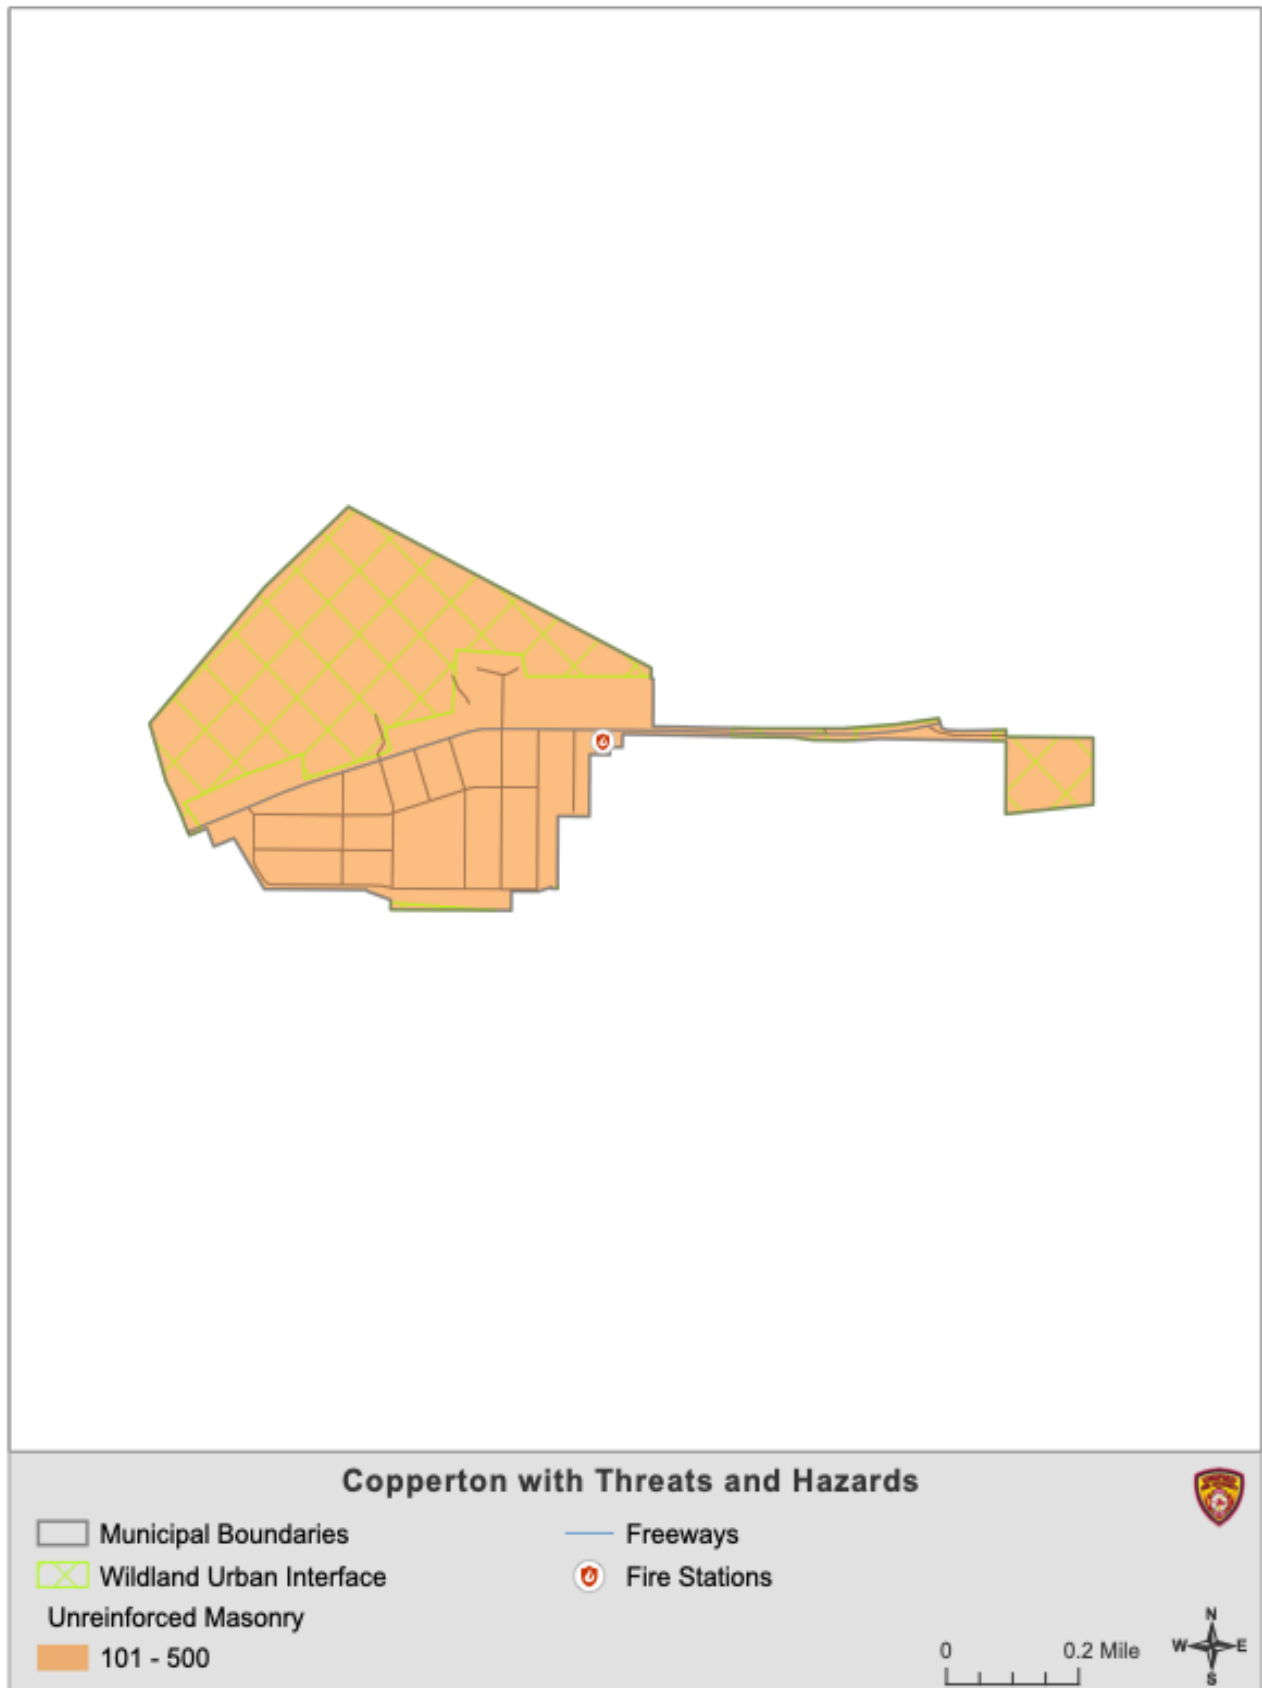 Copperton with Threats and Hazards
Municipal Boundaries
Freeways
Wildland Urban Interface
Fire Stations
Unreinforced Masonry
101 - 500
0
0.2 Mile
N
W
E
S